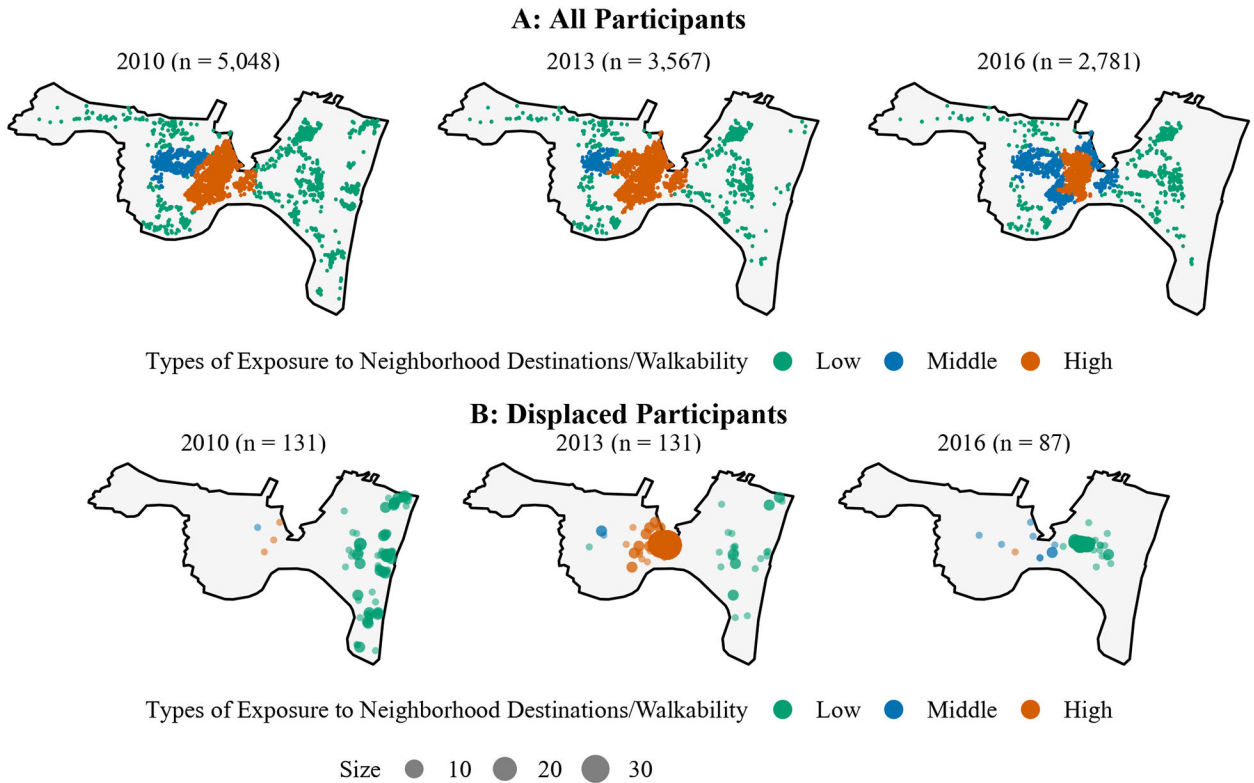 A: All Participants
2010 (n = 5,048)
2013 (n = 3,567)
2016 (n = 2,781)
Types of Exposure to Neighborhood Destinations/Walkability Low Middle High
B: Displaced Participants
2010 (n = 131)
2013 (n = 131)
2016 (n = 87)
Types of Exposure to Neighborhood Destinations/Walkability Low Middle High
Size 10 20 30